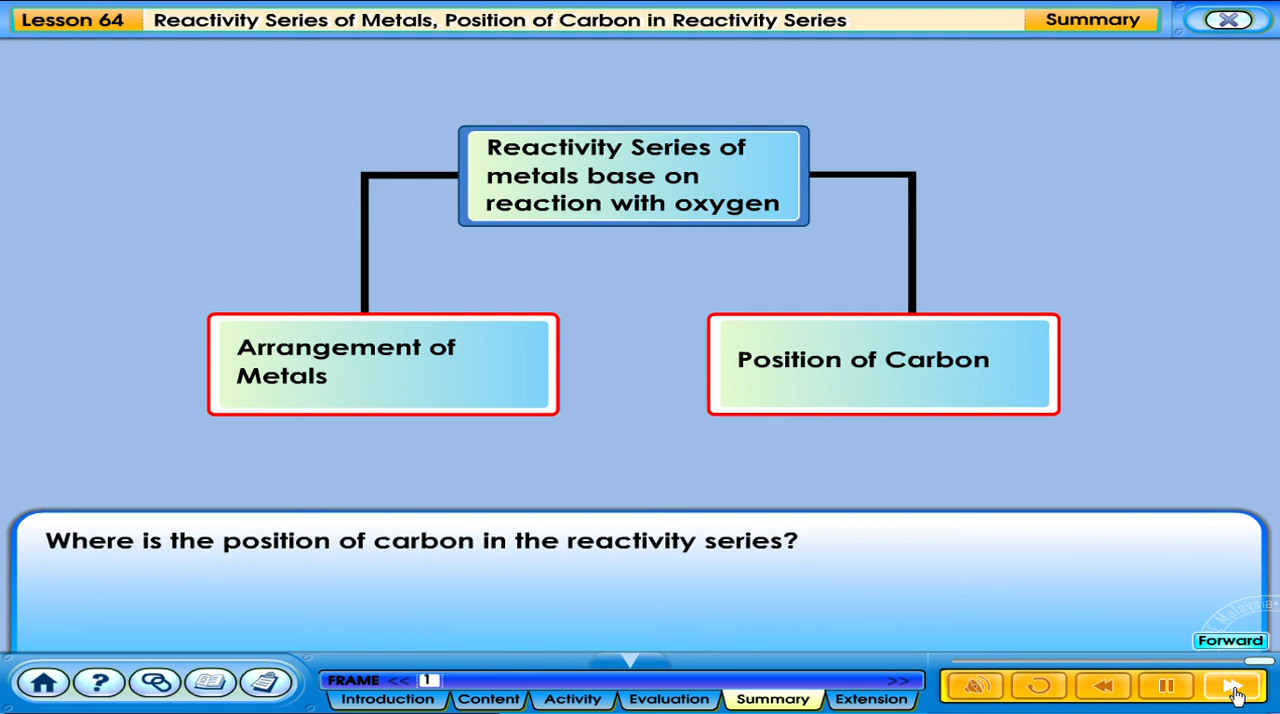 Lesson 64
Reactivity Series of Metals, Position of Carbon in Reactivity Series
Summary
Reactivity Series of
metals base on
reaction with oxygen
Arrangement of
Metals
Position of Carbon
Where is the position of carbon in the reactivity series?
Malaysia
Forward
FRAME << 1 >>
Introduction
Content
Activity
Evaluation
Summary
Extension